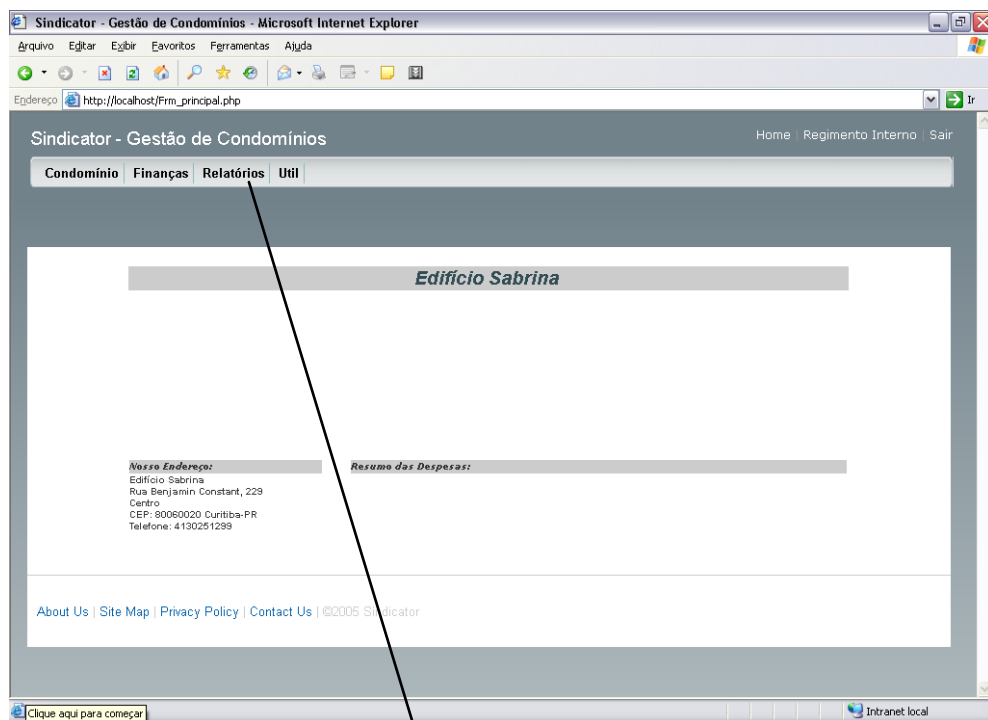 Sindicator - Gestão de Condomínios - Microsoft Internet Explorer
Arquivo Editar Exibir Favoritos Ferramentas Ajuda
Endereço http://localhost/Frm_principal.php Ir
Sindicator - Gestão de Condomínios
Home | Regimento Interno | Sair
Condomínio Finanças Relatórios Util
Edifício Sabrina
Nosso Endereço:
Edifício Sabrina
Rua Benjamin Constant, 229
Centro
CEP: 80060020 Curitiba-PR
Telefone: 4130251299
Resumo das Despesas:
About Us | Site Map | Privacy Policy | Contact Us | ©2005 Sindicator
Clique aqui para começar
Intranet local